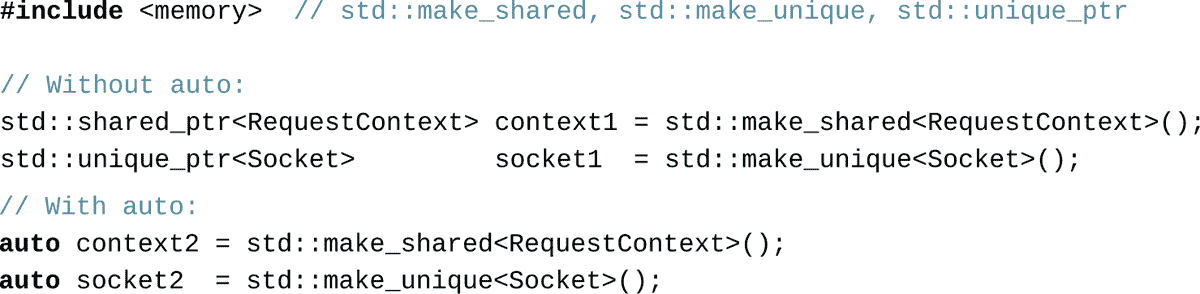 #include <memory>  // std::make_shared, std::make_unique, std::unique_ptr
// Without auto:
std::shared_ptr<RequestContext> context1 = std::make_shared<RequestContext>();
std::unique_ptr<Socket>         socket1  = std::make_unique<Socket>();
// With auto:
auto context2 = std::make_shared<RequestContext>();
auto socket2  = std::make_unique<Socket>();